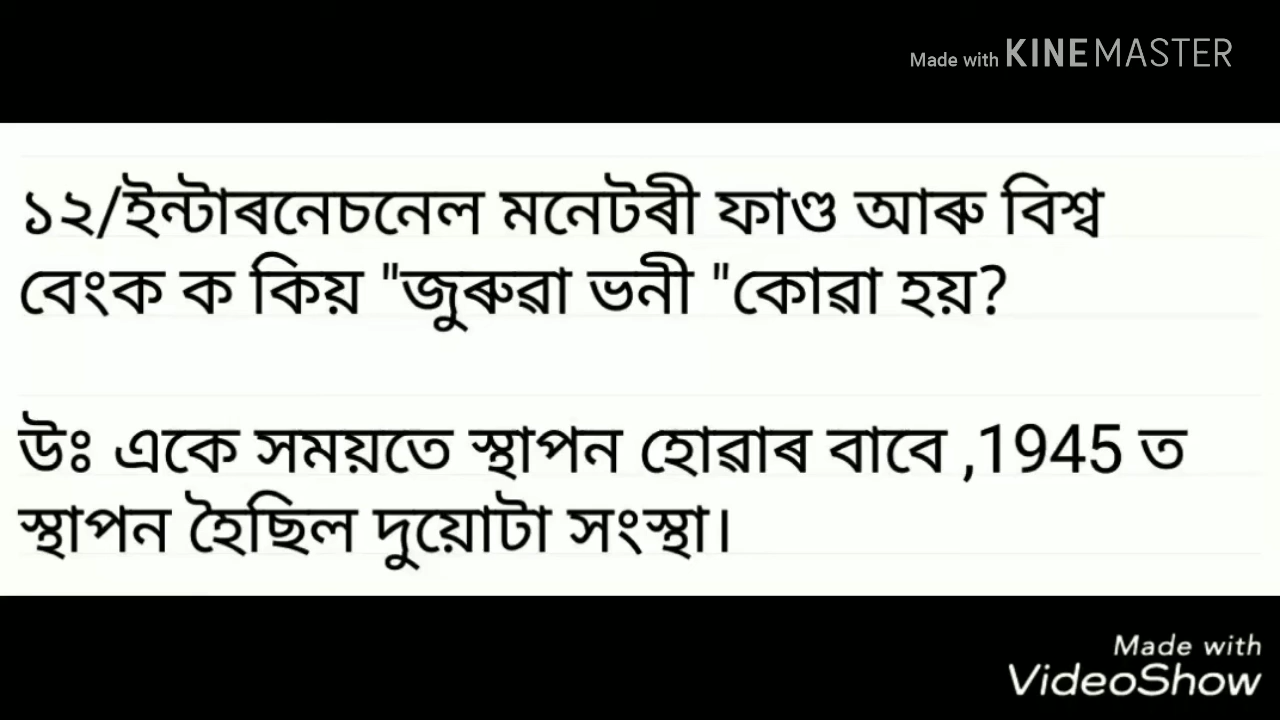 Made with KINEMASTER
১২/ইন্টাৰনেচনেল মনেটৰী ফাণ্ড আৰু বিশ্ব
বেংক ক কিয় "জুৰুৱা ভনী "কোৱা হয়?
উঃ একে সময়তে স্থাপন হোৱাৰ বাবে ,1945 ত
স্থাপন হৈছিল দুয়োটা সংস্থা।
Made with
VideoShow